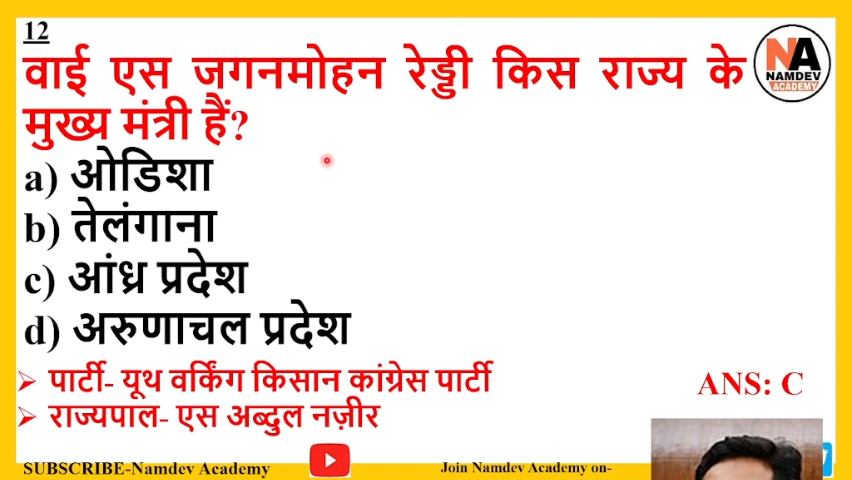 12
वाई एस जगनमोहन रेड्डी किस राज्य के
मुख्य मंत्री हैं?
a) ओडिशा
b) तेलंगाना
c) आंध्र प्रदेश
d) अरुणाचल प्रदेश
➢ पार्टी- यूथ वर्किंग किसान कांग्रेस पार्टी
➢ राज्यपाल- एस अब्दुल नज़ीर
ANS: C
NA
NAMDEV
ACADEMY
SUBSCRIBE-Namdev Academy
Join Namdev Academy on-